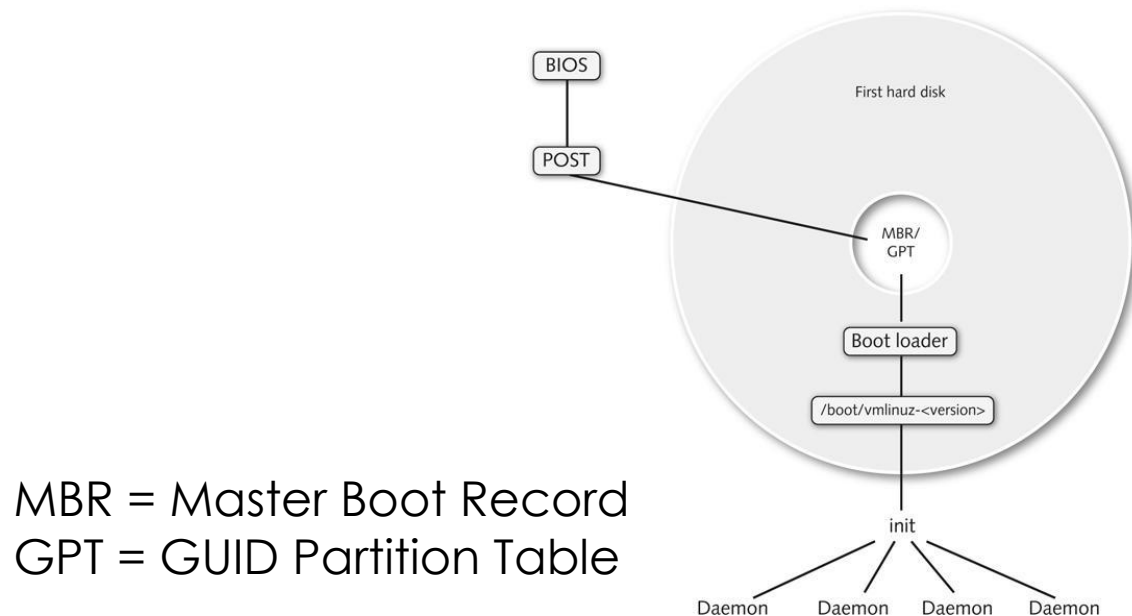 BIOS
First hard disk
POST
MBR/
GPT
Boot loader
/boot/vmlinuz-<version>
MBR = Master Boot Record
GPT = GUID Partition Table
init
Daemon Daemon Daemon Daemon